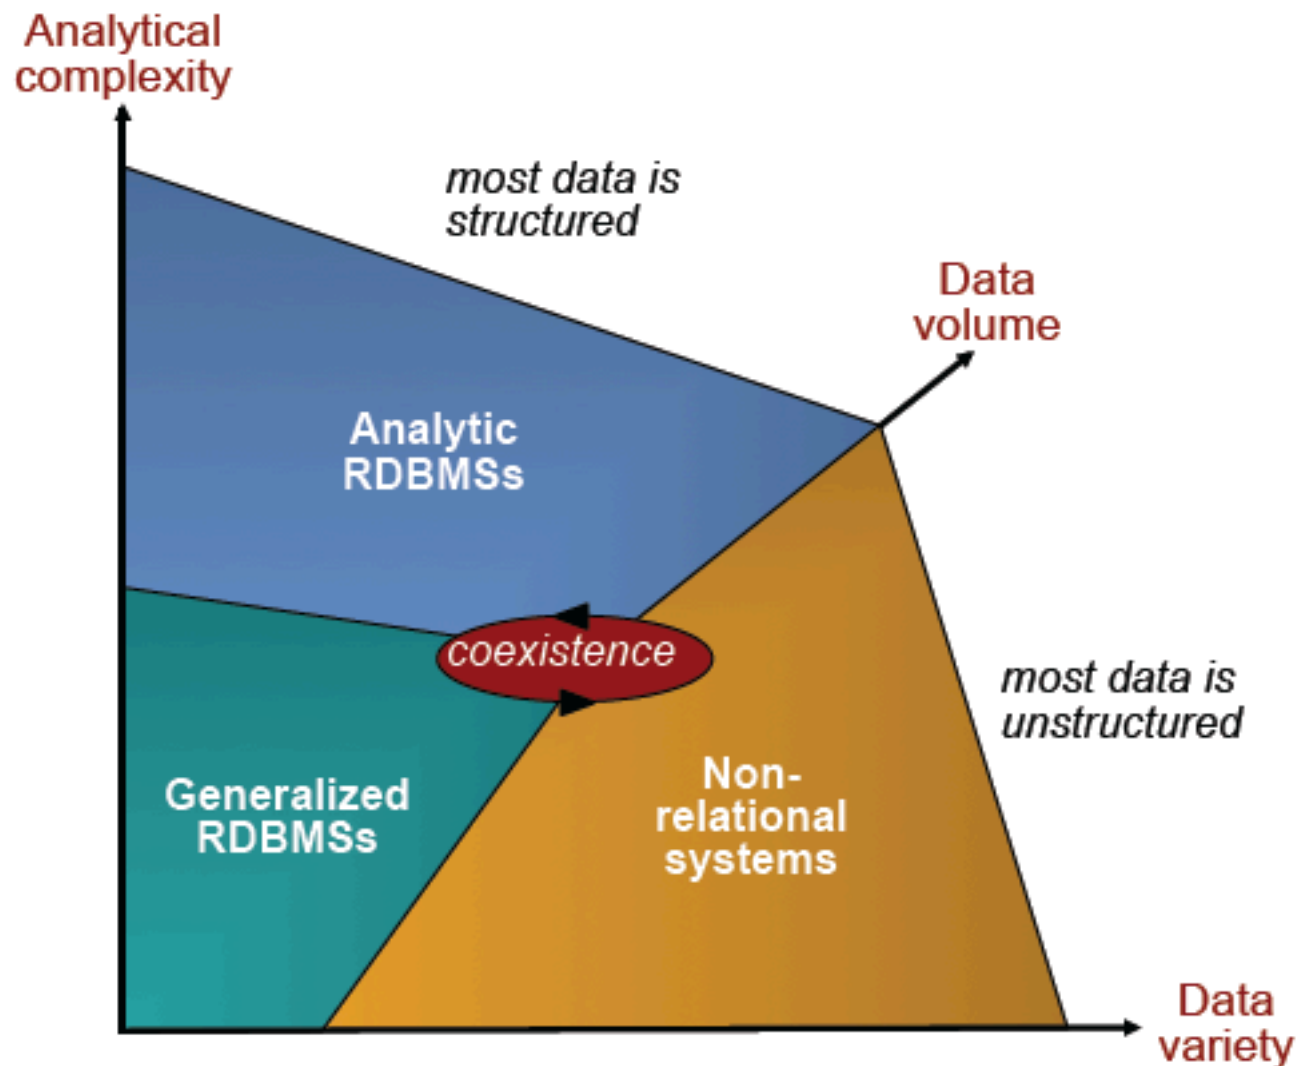 Analytical
complexity
most data is
structured
Data
volume
Analytic
RDBMSs
coexistence
most data is
unstructured
Generalized
RDBMSs
Non-
relational
systems
Data
variety